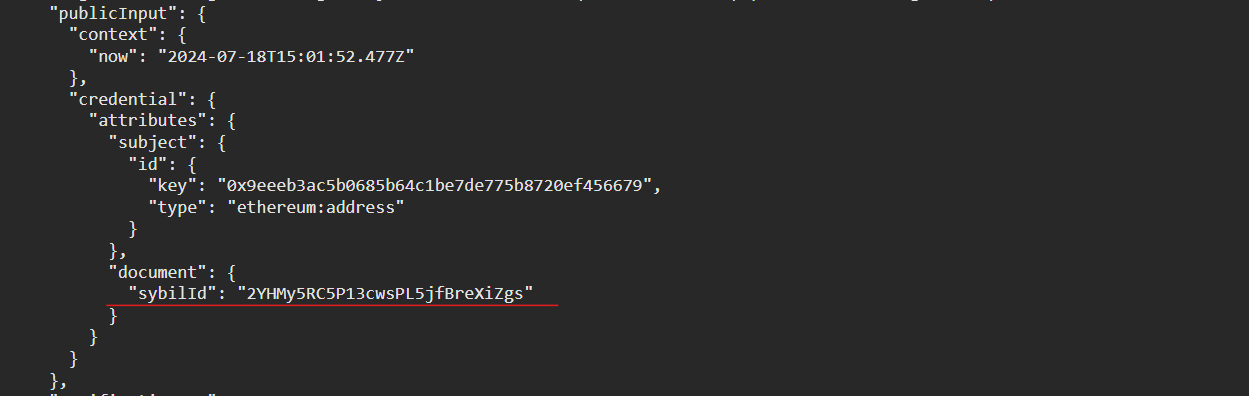 "publicInput": {
"context": {
"now": "2024-07-18T15:01:52.477Z"
},
"credential": {
"attributes": {
"subject": {
"id": {
"key": "0x9eeeb3ac5b0685b64c1be7de775b8720ef456679",
"type": "ethereum:address"
}
},
"document": {
"sybilId": "2YHMy5RC5P13cwsPL5jfBreXiZgs"
}
}
}
},